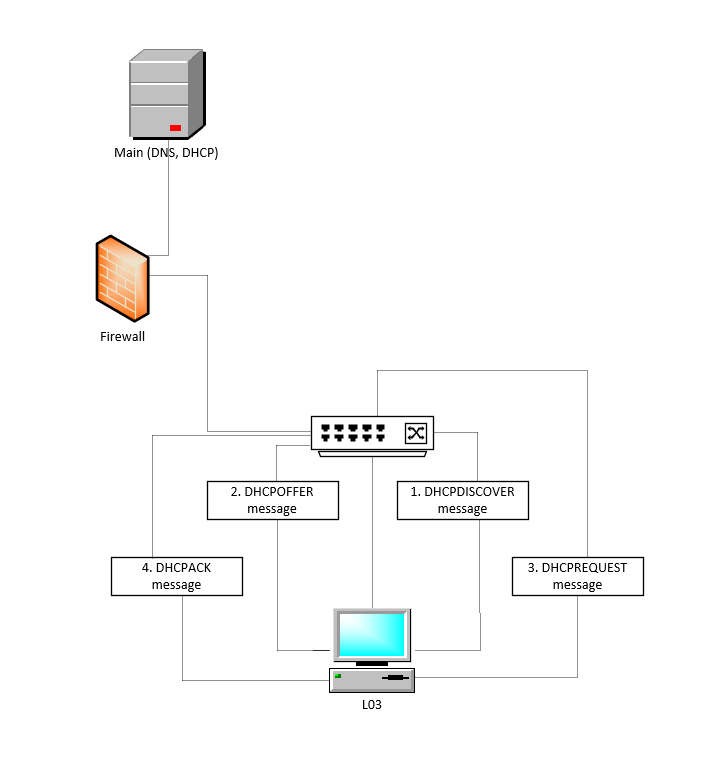 Main (DNS, DHCP)
Firewall
2. DHCPOFFER
message
1. DHCPDISCOVER
message
4. DHCPACK
message
3. DHCPREQUEST
message
L03